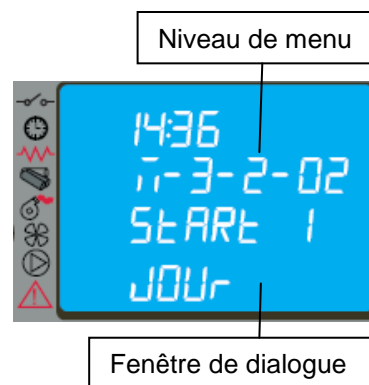 Niveau de menu
14:36
n-3-2-02
StARt 1
JOUr
Fenêtre de dialogue